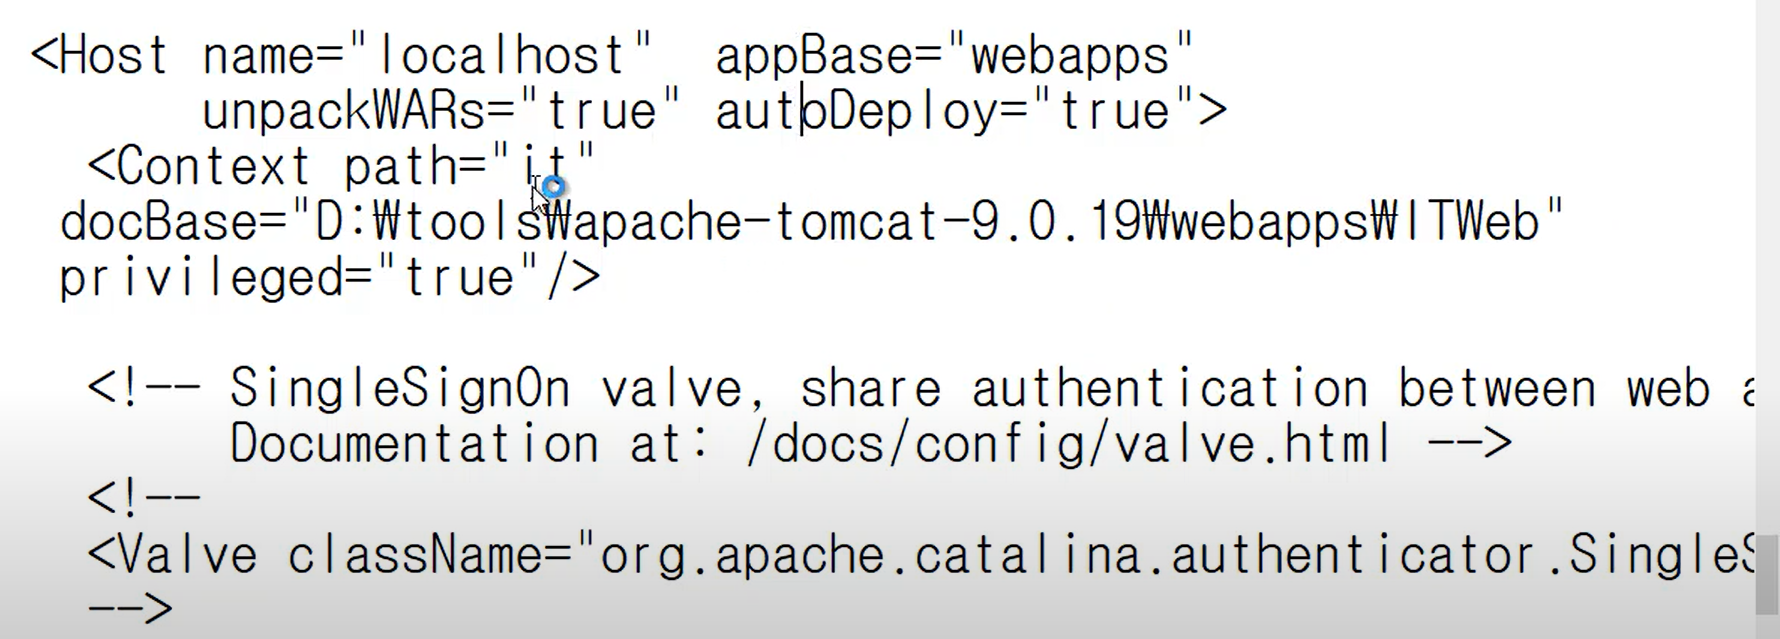 <Host name="localhost"  appBase="webapps"
unpackWARs="true" autoDeploy="true">
<Context path="it"
docBase="D:₩tools₩apache-tomcat-9.0.19₩webapps₩ITWeb"
privileged="true"/>
<!-- SingleSignOn valve, share authentication between web
Documentation at: /docs/config/valve.html -->
<!--
<Valve className="org.apache.catalina.authenticator.Single
-->